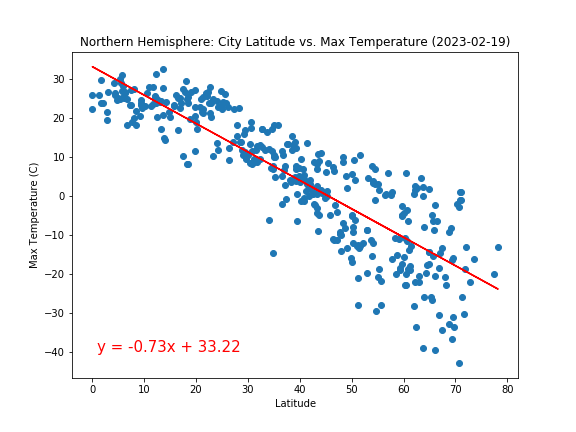 Northern Hemisphere: City Latitude vs. Max Temperature (2023-02-19)
Max Temperature (C)
30
20
10
0
−10
−20
−30
−40
y = -0.73x + 33.22
0 10 20 30 40 50 60 70 80
Latitude